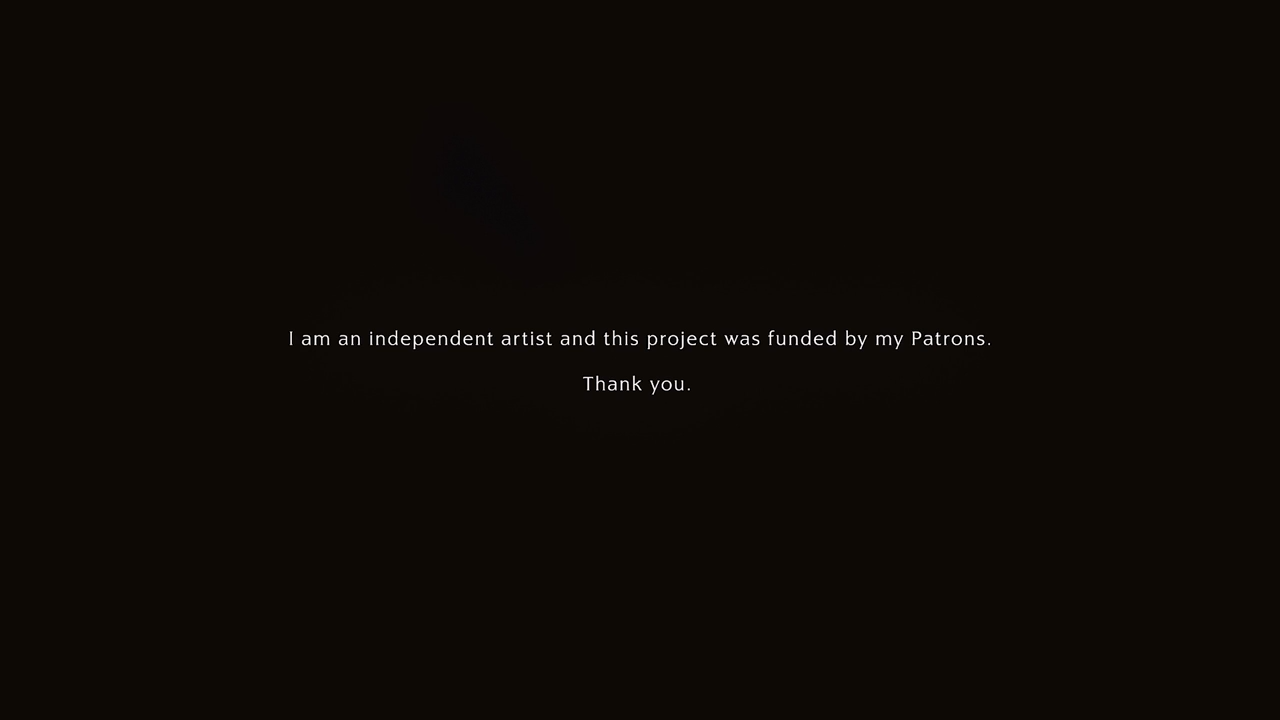 I am an independent artist and this project was funded by my Patrons.
Thank you.